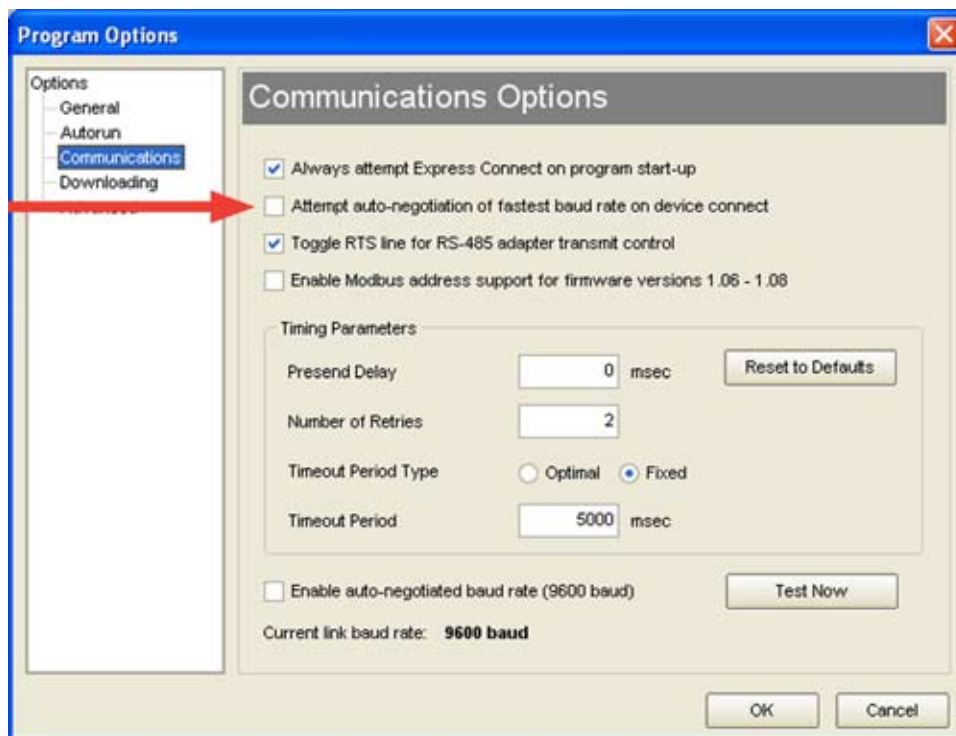 Program Options
Options
General
Autorun
Communications
Downloading
Communications Options
Always attempt Express Connect on program start-up
Attempt auto-negotiation of fastest baud rate on device connect
Toggle RTS line for RS-485 adapter transmit control
Enable Modbus address support for firmware versions 1.06 - 1.08
Timing Parameters
Presend Delay 0 msec Reset to Defaults
Number of Retries 2
Timeout Period Type Optimal Fixed
Timeout Period 5000 msec
Enable auto-negotiated baud rate (9600 baud) Test Now
Current link baud rate: 9600 baud
OK Cancel